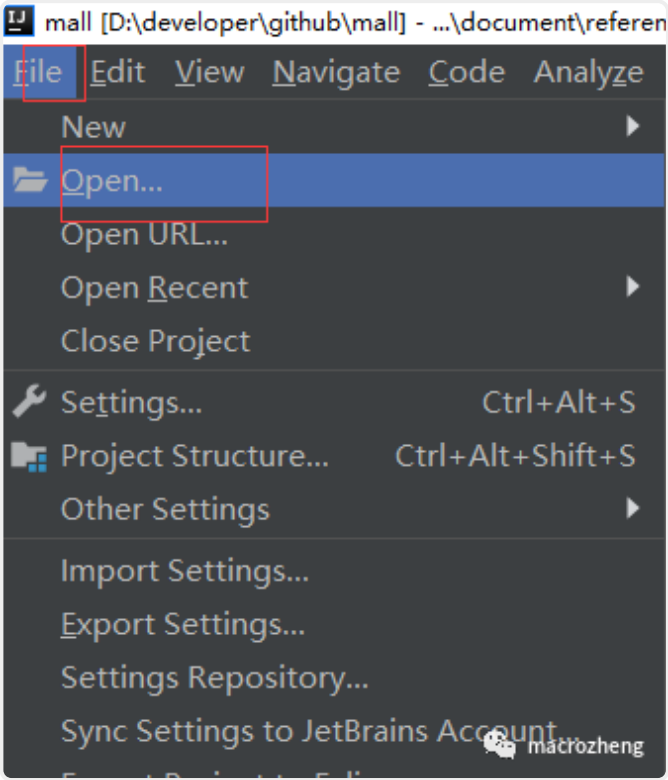 IJ mall [D:\developer\github\mall] - ...\document\referen
File Edit View Navigate Code Analyze
New
Open...
Open URL...
Open Recent
Close Project
Settings... Ctrl+Alt+S
Project Structure... Ctrl+Alt+Shift+S
Other Settings
Import Settings...
Export Settings...
Settings Repository...
Sync Settings to JetBrains Account...
macrozheng